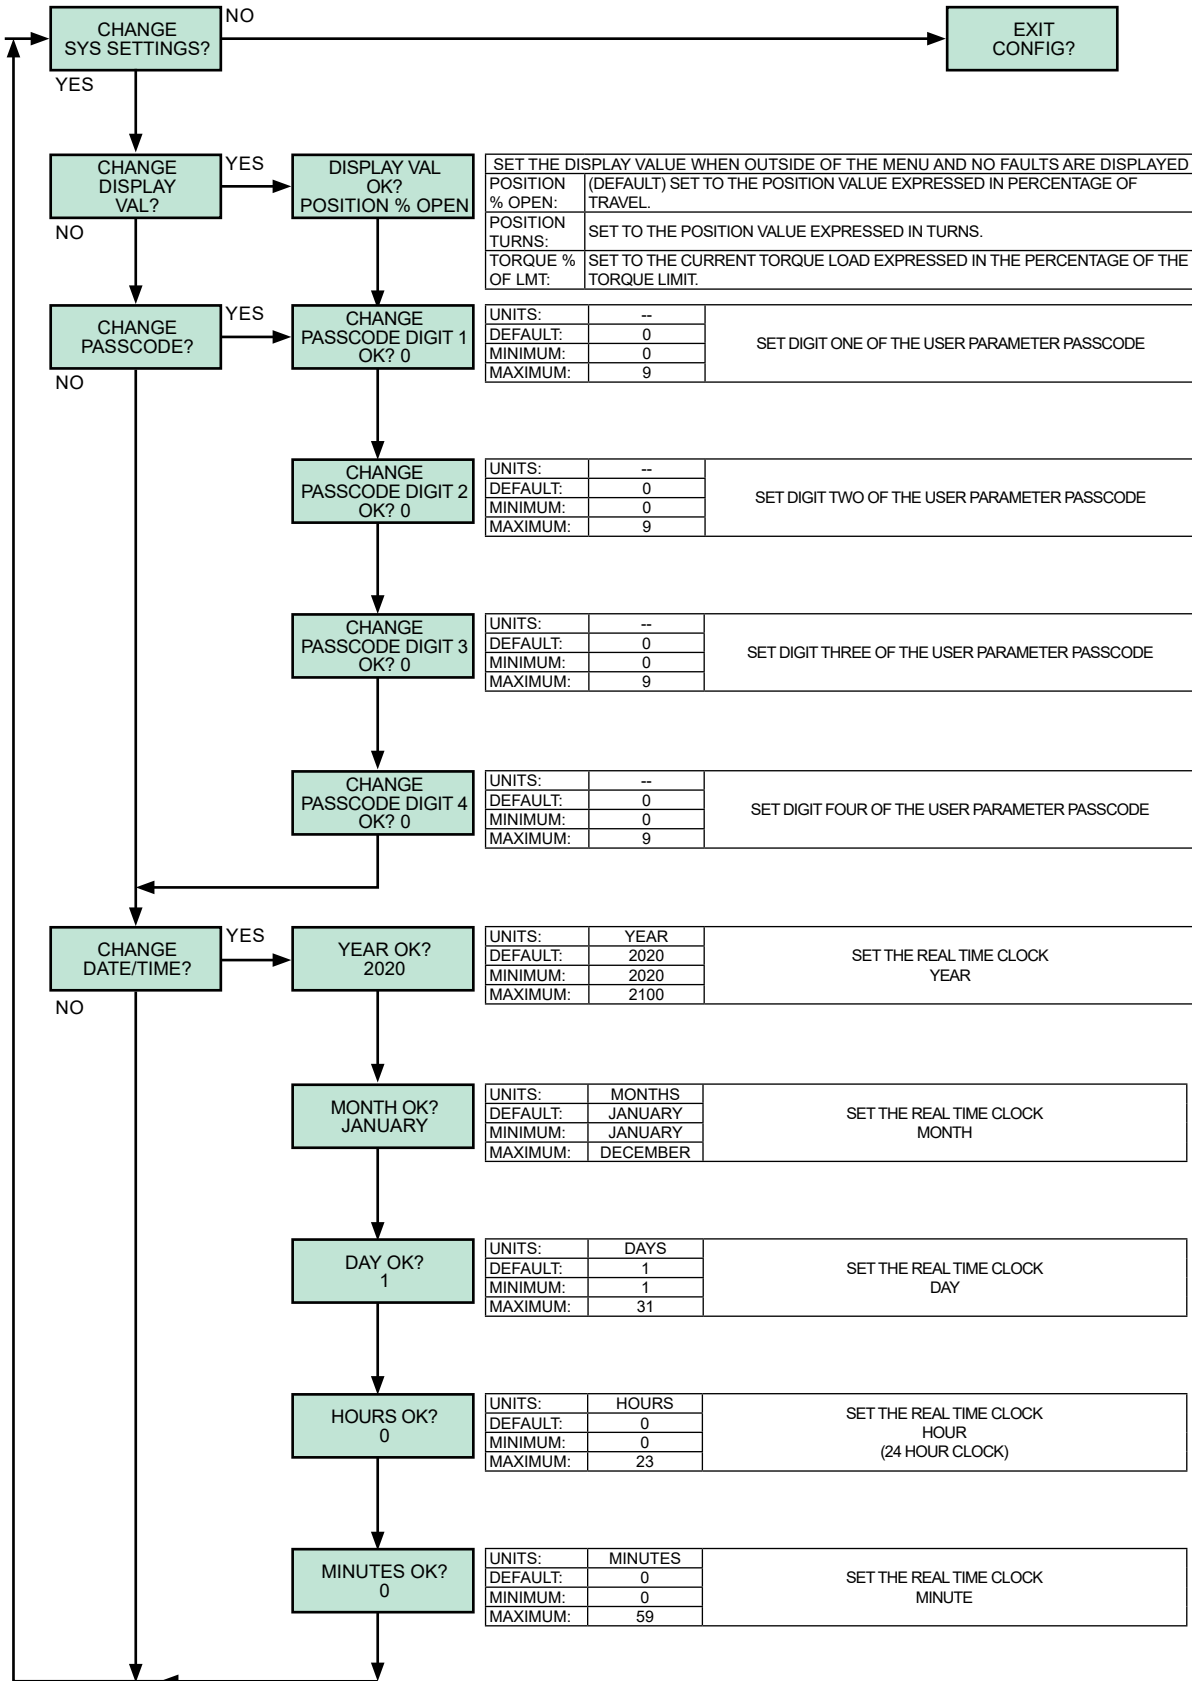 CHANGE
SYS SETTINGS?
NO
EXIT
CONFIG?
YES
CHANGE
DISPLAY
VAL?
YES
NO
DISPLAY VAL
OK?
POSITION % OPEN
SET THE DISPLAY VALUE WHEN OUTSIDE OF THE MENU AND NO FAULTS ARE DISPLAYED
POSITION
% OPEN:
(DEFAULT) SET TO THE POSITION VALUE EXPRESSED IN PERCENTAGE OF
TRAVEL.
POSITION
TURNS:
SET TO THE POSITION VALUE EXPRESSED IN TURNS.
TORQUE %
OF LMT:
SET TO THE CURRENT TORQUE LOAD EXPRESSED IN THE PERCENTAGE OF THE
TORQUE LIMIT.
CHANGE
PASSCODE?
YES
NO
CHANGE
PASSCODE DIGIT 1
OK? 0
UNITS: --
DEFAULT: 0
MINIMUM: 0
MAXIMUM: 9
SET DIGIT ONE OF THE USER PARAMETER PASSCODE
CHANGE
PASSCODE DIGIT 2
OK? 0
UNITS: --
DEFAULT: 0
MINIMUM: 0
MAXIMUM: 9
SET DIGIT TWO OF THE USER PARAMETER PASSCODE
CHANGE
PASSCODE DIGIT 3
OK? 0
UNITS: --
DEFAULT: 0
MINIMUM: 0
MAXIMUM: 9
SET DIGIT THREE OF THE USER PARAMETER PASSCODE
CHANGE
PASSCODE DIGIT 4
OK? 0
UNITS: --
DEFAULT: 0
MINIMUM: 0
MAXIMUM: 9
SET DIGIT FOUR OF THE USER PARAMETER PASSCODE
CHANGE
DATE/TIME?
YES
NO
YEAR OK?
2020
UNITS: YEAR
DEFAULT: 2020
MINIMUM: 2020
MAXIMUM: 2100
SET THE REAL TIME CLOCK
YEAR
MONTH OK?
JANUARY
UNITS: MONTHS
DEFAULT: JANUARY
MINIMUM: JANUARY
MAXIMUM: DECEMBER
SET THE REAL TIME CLOCK
MONTH
DAY OK?
1
UNITS: DAYS
DEFAULT: 1
MINIMUM: 1
MAXIMUM: 31
SET THE REAL TIME CLOCK
DAY
HOURS OK?
0
UNITS: HOURS
DEFAULT: 0
MINIMUM: 0
MAXIMUM: 23
SET THE REAL TIME CLOCK
HOUR
(24 HOUR CLOCK)
MINUTES OK?
0
UNITS: MINUTES
DEFAULT: 0
MINIMUM: 0
MAXIMUM: 59
SET THE REAL TIME CLOCK
MINUTE